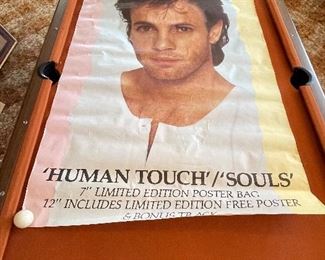 'HUMAN TOUCH'/'SOULS'
7" LIMITED EDITION POSTER BAG
12" INCLUDES LIMITED EDITION FREE POSTER
& BONUS TRACK